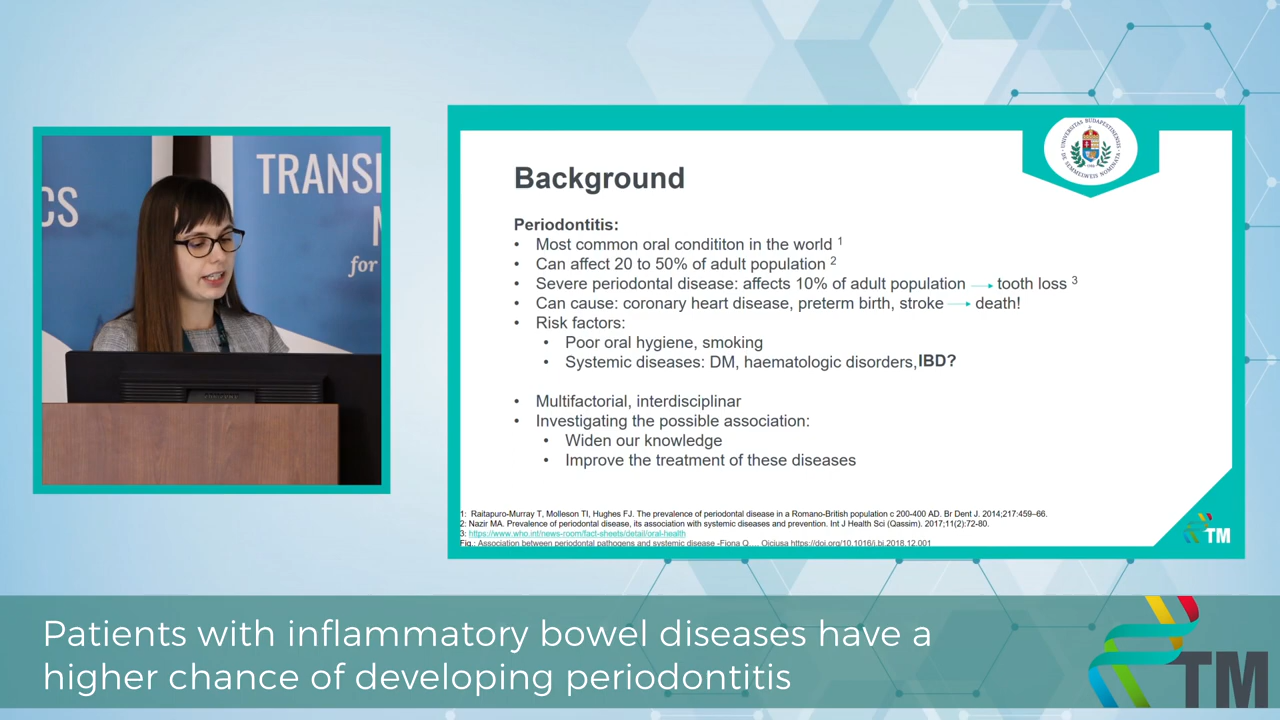 CS
TRANSI
for
UNIVERSITAS BUDAPESTINENSIS
DE SEMMELWEIS NOMINATA
Background
Periodontitis:
• Most common oral condititon in the world 1
• Can affect 20 to 50% of adult population 2
• Severe periodontal disease: affects 10% of adult population → tooth loss 3
• Can cause: coronary heart disease, preterm birth, stroke → death!
• Risk factors:
• Poor oral hygiene, smoking
• Systemic diseases: DM, haematologic disorders, IBD?
• Multifactorial, interdisciplinar
• Investigating the possible association:
• Widen our knowledge
• Improve the treatment of these diseases
1: Raitapuro-Murray T, Molleson TI, Hughes FJ. The prevalence of periodontal disease in a Romano-British population c 200-400 AD. Br Dent J. 2014;217:459–66.
2: Nazir MA. Prevalence of periodontal disease, its association with systemic diseases and prevention. Int J Health Sci (Qassim). 2017;11(2):72-80.
3: https://www.who.int/news-room/fact-sheets/detail/oral-health
Fig.: Association between periodontal pathogens and systemic disease -Fiona Q.... Oiciusa https://doi.org/10.1016/j.bj.2018.12.001
TM
Patients with inflammatory bowel diseases have a
higher chance of developing periodontitis
TM